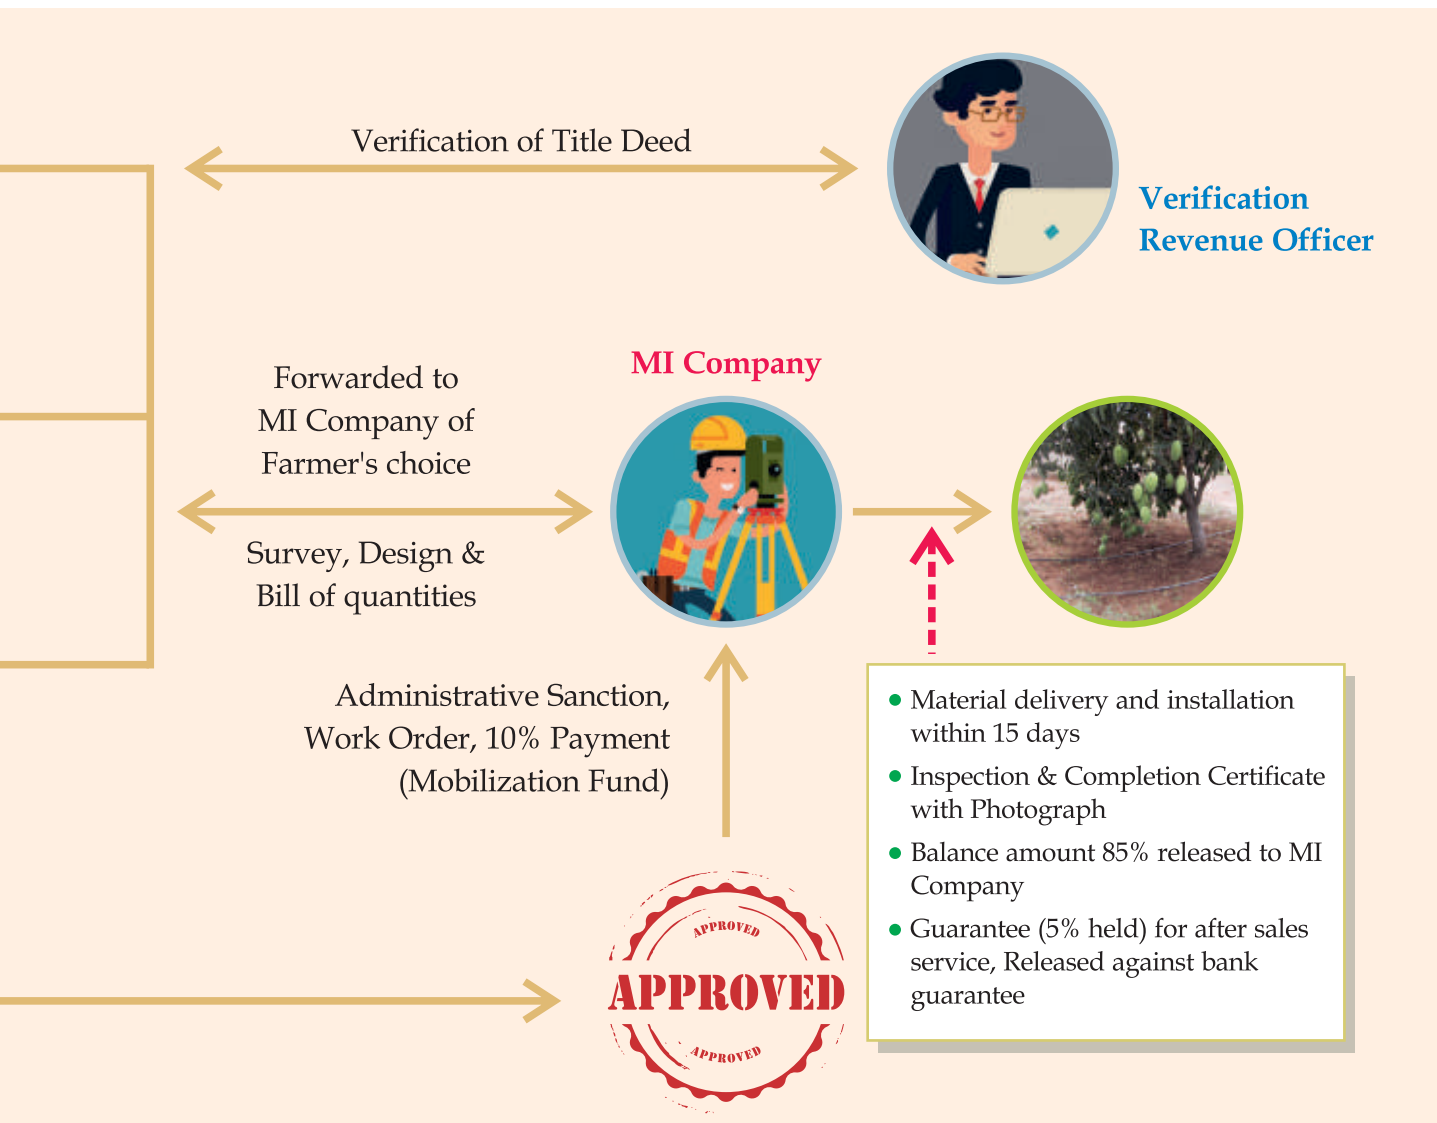 Verification of Title Deed
Verification
Revenue Officer
Forwarded to
MI Company of
Farmer's choice
Survey, Design &
Bill of quantities
MI Company
Administrative Sanction,
Work Order, 10% Payment
(Mobilization Fund)
• Material delivery and installation
within 15 days
• Inspection & Completion Certificate
with Photograph
• Balance amount 85% released to MI
Company
• Guarantee (5% held) for after sales
service, Released against bank
guarantee
APPROVED
APPROVED
APPROVED